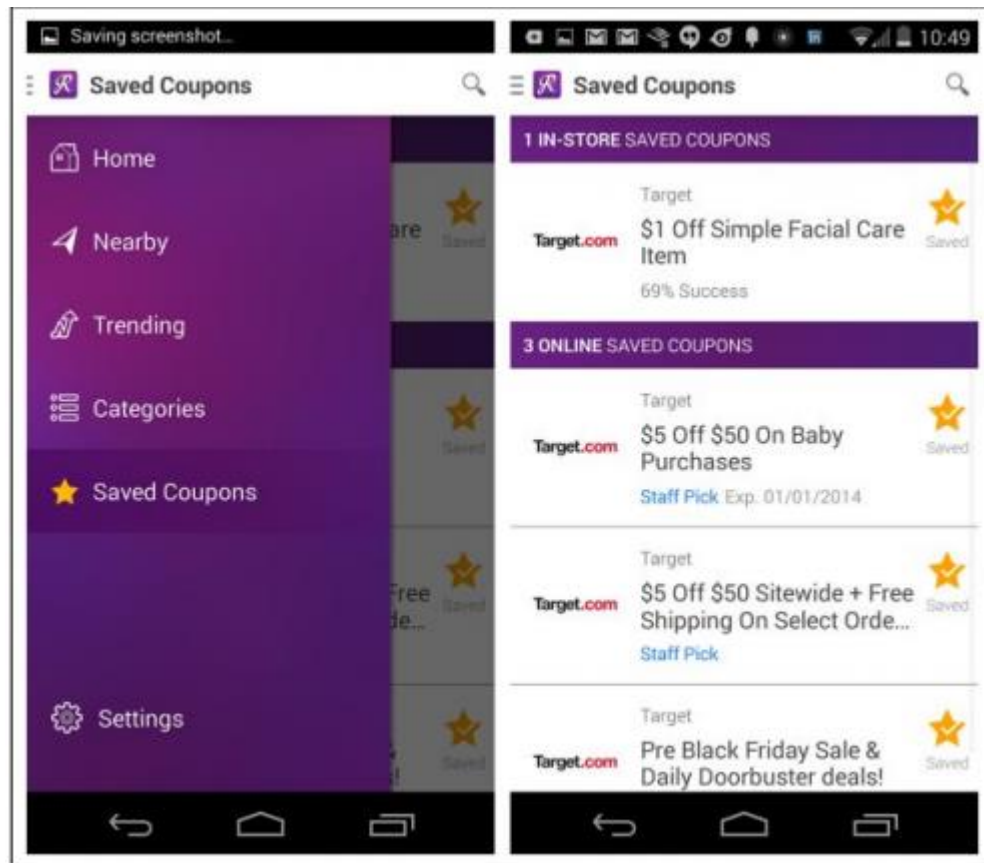 Saving screenshot...
Saved Coupons
Home
Nearby
Trending
Categories
Saved Coupons
Settings
are
Saved
Saved
Free
de...
Saved
&
!
Saved
10:49
Saved Coupons
1 IN-STORE SAVED COUPONS
Target
Target.com
$1 Off Simple Facial Care
Item
69% Success
Saved
3 ONLINE SAVED COUPONS
Target
Target.com
$5 Off $50 On Baby
Purchases
Staff Pick Exp. 01/01/2014
Saved
Target
Target.com
$5 Off $50 Sitewide + Free
Shipping On Select Orde...
Staff Pick
Saved
Target
Target.com
Pre Black Friday Sale &
Daily Doorbuster deals!
Saved